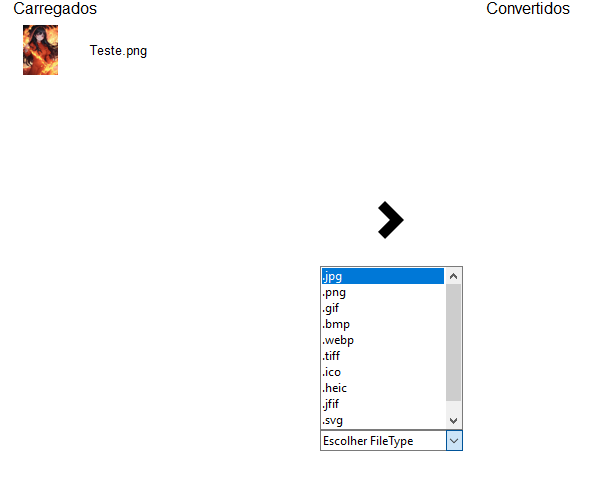 Carregados
Convertidos
Teste.png
.jpg
.png
.gif
.bmp
.webp
.tiff
.ico
.heic
.jfif
.svg
Escolher FileType